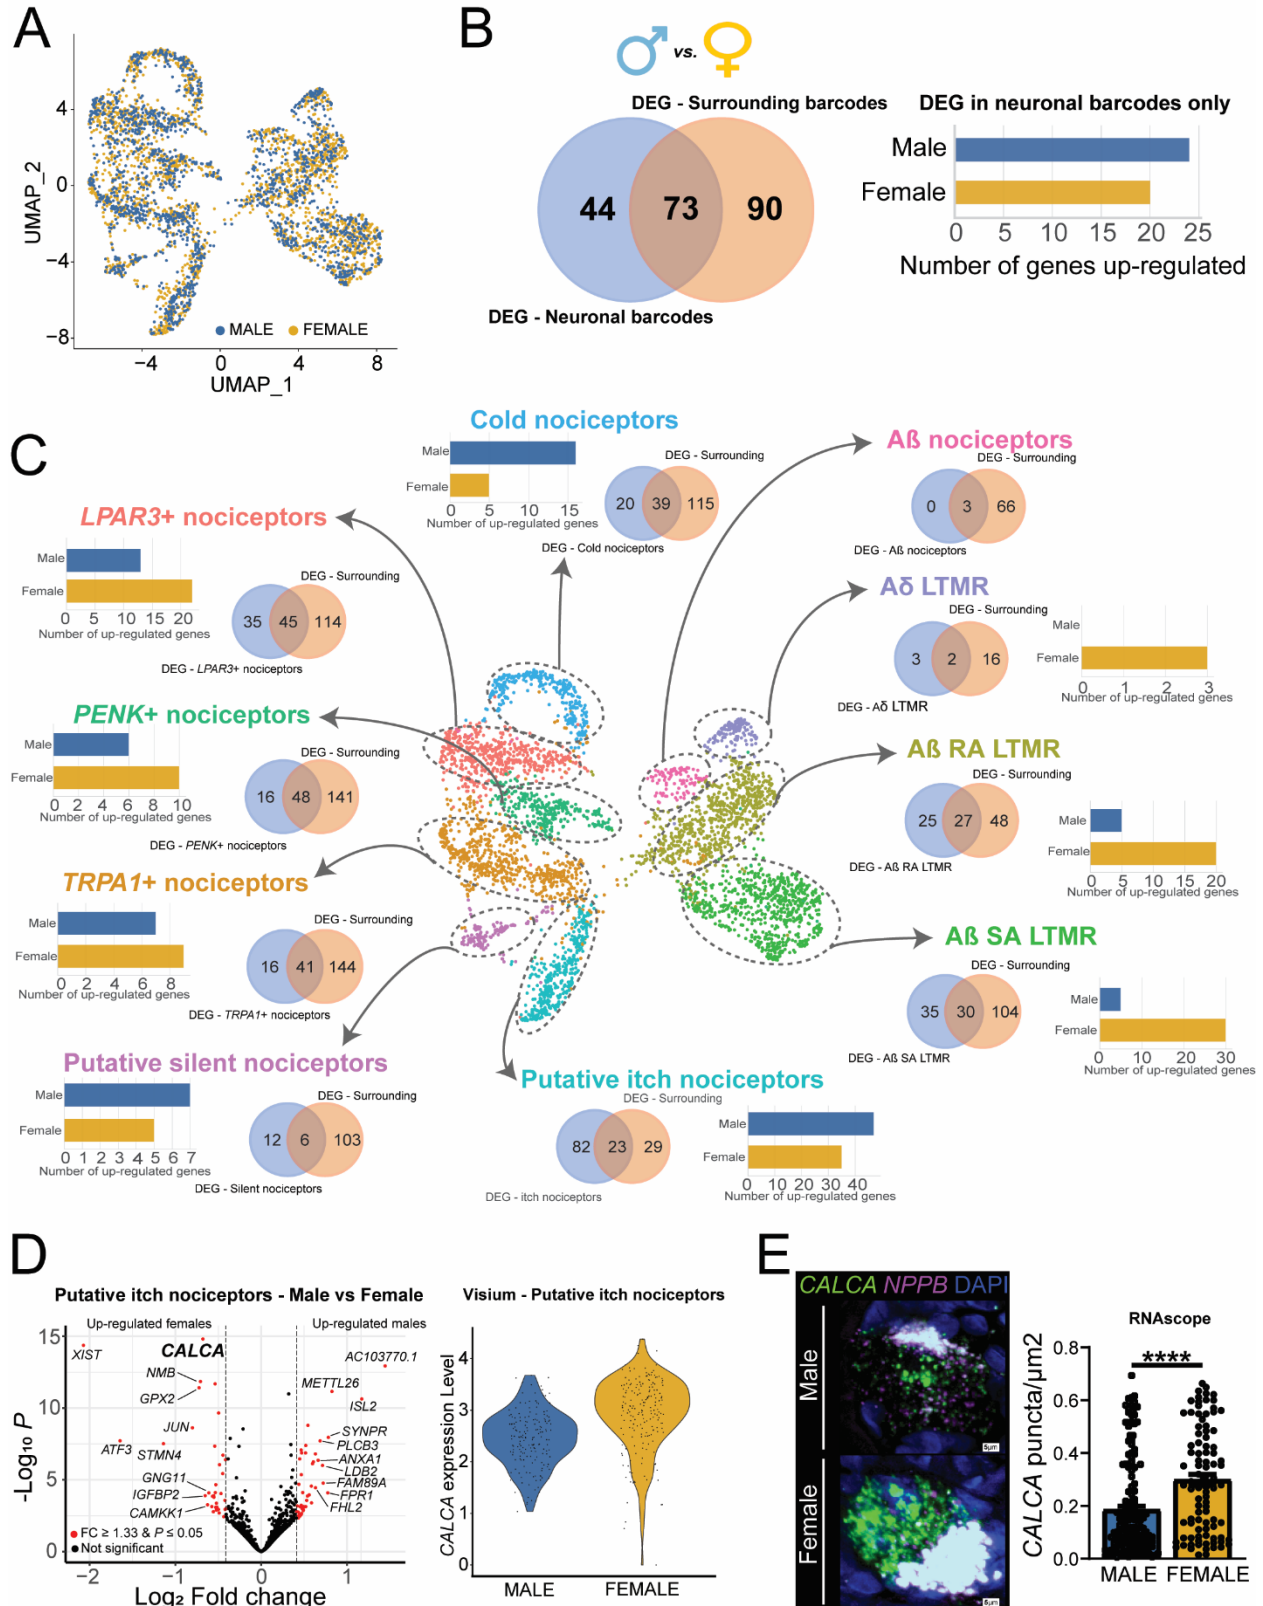 A
UMAP_2
4
0
−4
−8
MALE
FEMALE
−4
0
4
8
UMAP_1
B
vs.
DEG - Surrounding barcodes
44
73
90
DEG - Neuronal barcodes
DEG in neuronal barcodes only
Male
Female
0 5 10 15 20 25
Number of genes up-regulated
C
Cold nociceptors
Male
Female
0 5 10 15
Number of up-regulated genes
DEG - Surrounding
20 39 115
DEG - Cold nociceptors
Aß nociceptors
DEG - Surrounding
0 3 66
DEG - Aß nociceptors
LPAR3+ nociceptors
Male
Female
0 5 10 15 20
Number of up-regulated genes
DEG - Surrounding
35 45 114
DEG - LPAR3+ nociceptors
Aδ LTMR
DEG - Surrounding
3 2 16
DEG - Aδ LTMR
Male
Female
0 1 2 3
Number of up-regulated genes
PENK+ nociceptors
Male
Female
0 2 4 6 8 10
Number of up-regulated genes
DEG - Surrounding
16 48 141
DEG - PENK+ nociceptors
Aß RA LTMR
DEG - Surrounding
25 27 48
DEG - Aß RA LTMR
Male
Female
0 5 10 15 20
Number of up-regulated genes
TRPA1+ nociceptors
Male
Female
0 2 4 6 8
Number of up-regulated genes
DEG - Surrounding
16 41 144
DEG - TRPA1+ nociceptors
Aß SA LTMR
DEG - Surrounding
35 30 104
DEG - Aß SA LTMR
Male
Female
0 10 20 30
Number of up-regulated genes
Putative silent nociceptors
Male
Female
0 1 2 3 4 5 6 7
Number of up-regulated genes
DEG - Surrounding
12 6 103
DEG - Silent nociceptors
Putative itch nociceptors
DEG - Surrounding
82 23 29
DEG - itch nociceptors
Male
Female
0 10 20 30 40
Number of up-regulated genes
D
Putative itch nociceptors - Male vs Female
Up-regulated females
Up-regulated males
-Log₁₀ P
15
10
5
0
XIST
CALCA
NMB
GPX2
JUN
ATF3
STMN4
GNG11
IGFBP2
CAMKK1
AC103770.1
METTL26
ISL2
SYNPR
PLCB3
ANXA1
LDB2
FAM89A
FPR1
FHL2
FC ≥ 1.33 & P ≤ 0.05
Not significant
−2 −1 0 1
Log₂ Fold change
Visium - Putative itch nociceptors
CALCA expression Level
4
3
2
1
0
MALE
FEMALE
E
CALCA NPPB DAPI
Male
5µm
Female
5µm
RNAscope
****
CALCA puncta/µm2
0.8
0.6
0.4
0.2
0.0
MALE FEMALE